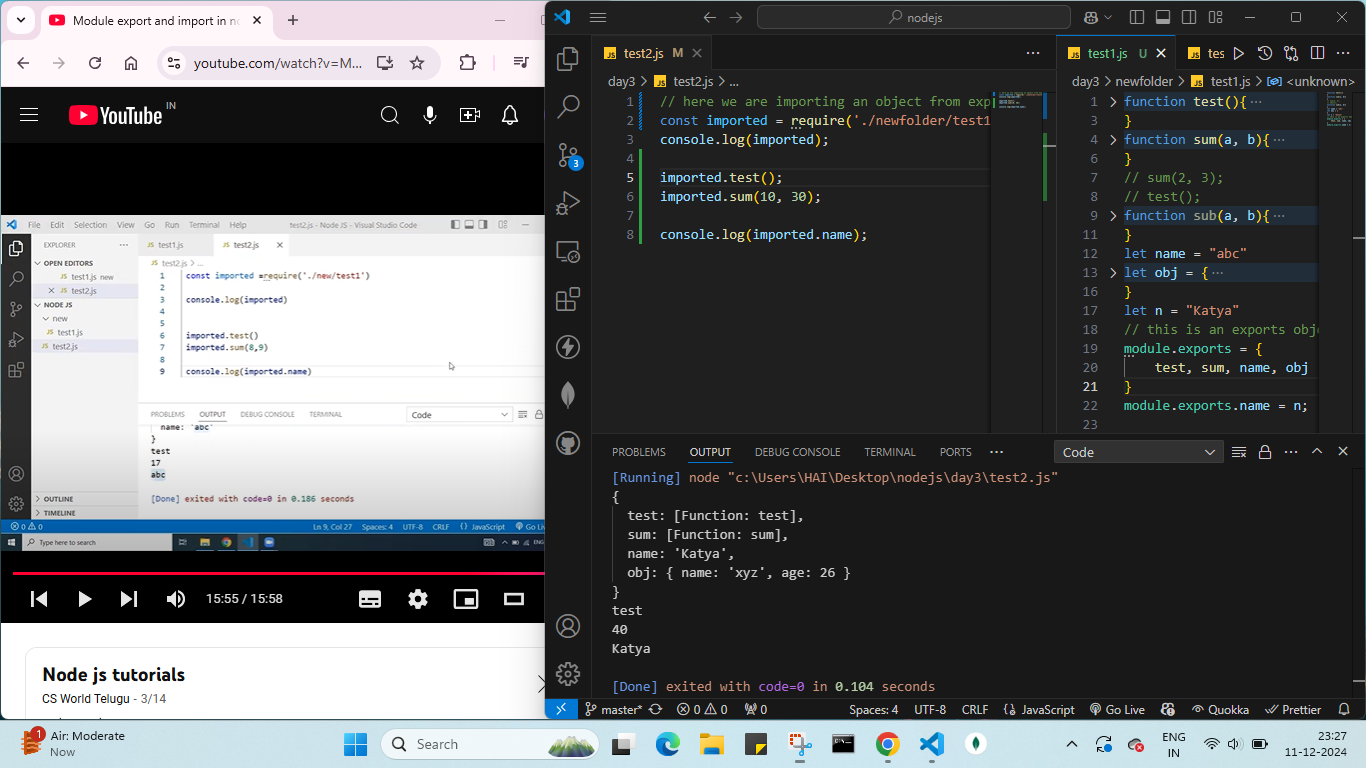 Module export and import in no
youtube.com/watch?v=M...
YouTube IN
File Edit Selection View Go Run Terminal Help test2.js - Node JS - Visual Studio Code
EXPLORER
OPEN EDITORS
test1.js new
test2.js
NODE JS
new
test1.js
test2.js
OUTLINE
TIMELINE
test1.js test2.js
test2.js > ...
1 const imported =require('./new/test1')
2
3 console.log(imported)
4
5
6 imported.test()
7 imported.sum(8,9)
8
9 console.log(imported.name)
PROBLEMS OUTPUT DEBUG CONSOLE TERMINAL Code
name: 'abc'
}
test
17
abc
[Done] exited with code=0 in 0.186 seconds
0 0 Ln 9, Col 27 Spaces: 4 UTF-8 CRLF {} JavaScript Go Liv
Type here to search ENG
15:55 / 15:58
Node js tutorials
CS World Telugu - 3/14
nodejs
JS test2.js M
day3 > JS test2.js > ...
1 // here we are importing an object from exp
2 const imported = require('./newfolder/test1
3 console.log(imported);
4
5 imported.test();
6 imported.sum(10, 30);
7
8 console.log(imported.name);
3
JS test1.js U JS tes
day3 > newfolder > JS test1.js > <unknown>
1 function test(){ ...
3 }
4 function sum(a, b){ ...
6 }
7 // sum(2, 3);
8 // test();
9 function sub(a, b){ ...
11 }
12 let name = "abc"
13 let obj = { ...
16 }
17 let n = "Katya"
18 // this is an exports obj
19 module.exports = {
20 test, sum, name, obj
21 }
22 module.exports.name = n;
23
PROBLEMS OUTPUT DEBUG CONSOLE TERMINAL PORTS ... Code
[Running] node "c:\Users\HAI\Desktop\nodejs\day3\test2.js"
{
test: [Function: test],
sum: [Function: sum],
name: 'Katya',
obj: { name: 'xyz', age: 26 }
}
test
40
Katya
[Done] exited with code=0 in 0.104 seconds
master* 0 0 0 Spaces: 4 UTF-8 CRLF {} JavaScript Go Live Quokka Prettier
1 Air: Moderate
Now
Search
ENG
IN
23:27
11-12-2024